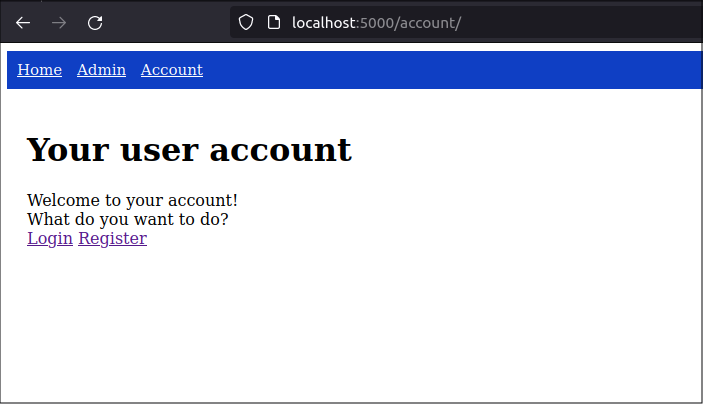 localhost:5000/account/
Home Admin Account
Your user account
Welcome to your account!
What do you want to do?
Login Register